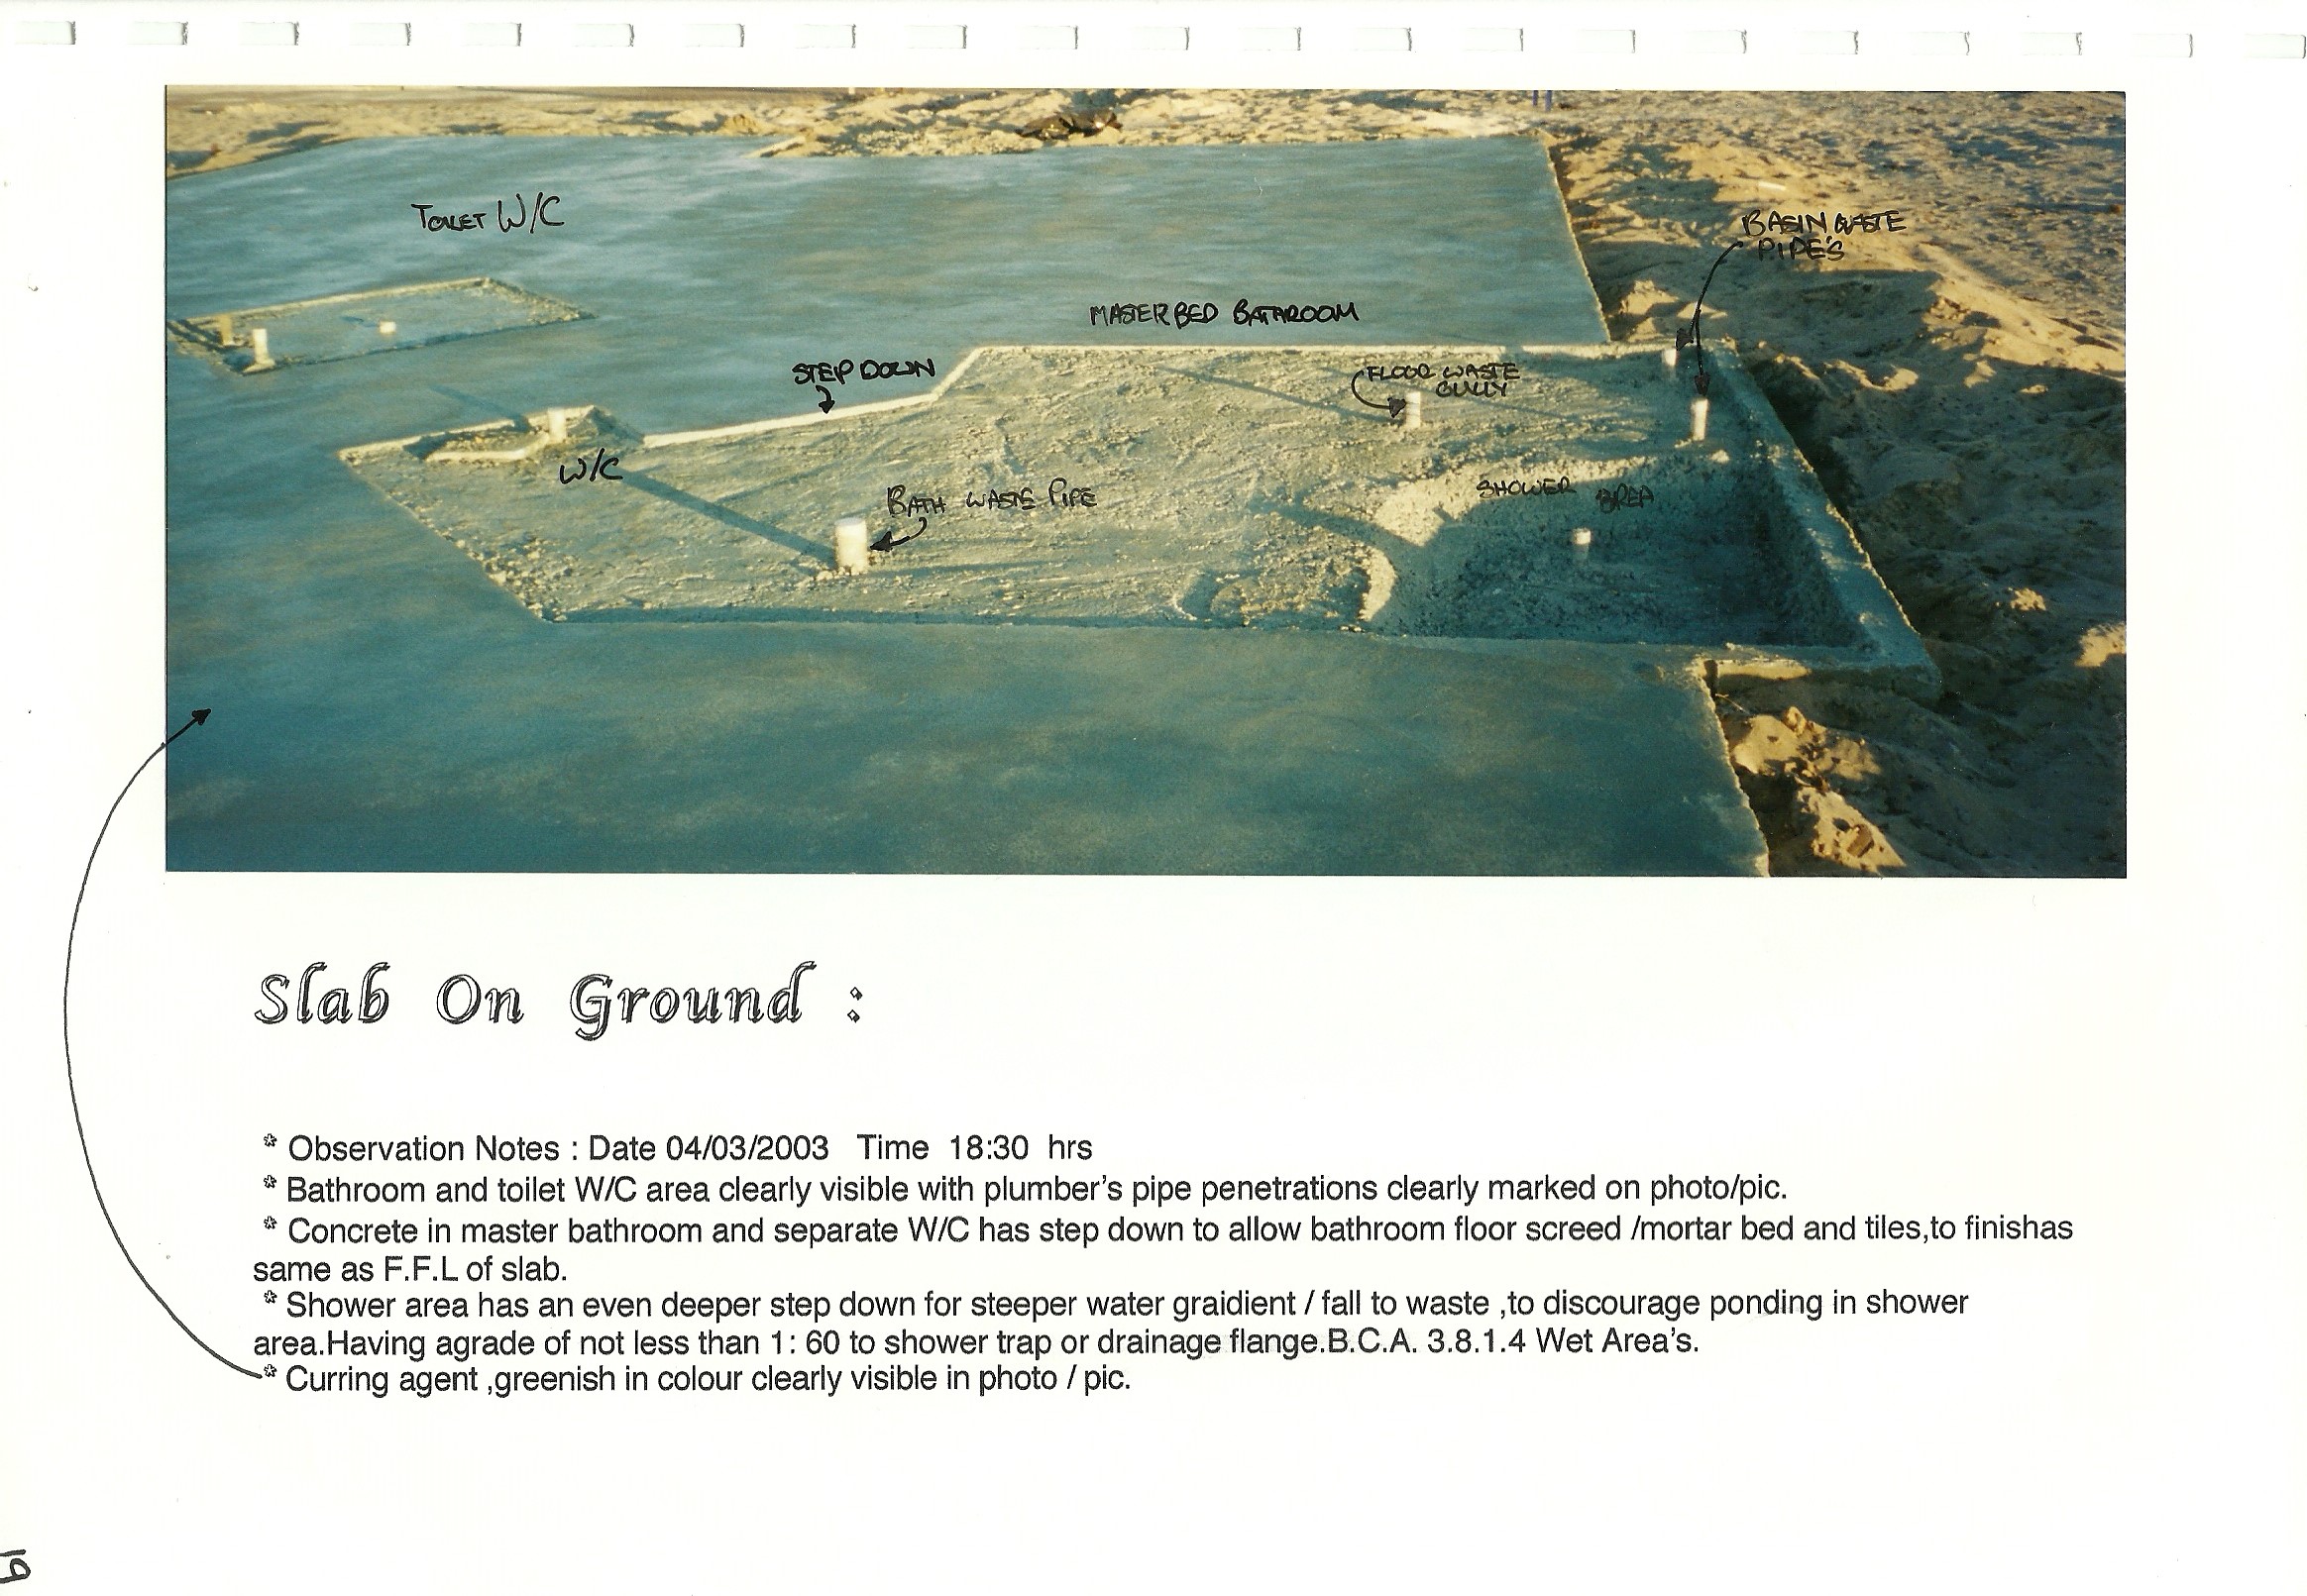 TOILET W/C
BASIN WASTE
PIPE'S
MASTER BED BATHROOM
STEP DOWN
FLOOR WASTE
GULLY
W/C
BATH WASTE PIPE
SHOWER AREA
Slab On Ground :
* Observation Notes : Date 04/03/2003 Time 18:30 hrs
* Bathroom and toilet W/C area clearly visible with plumber's pipe penetrations clearly marked on photo/pic.
* Concrete in master bathroom and separate W/C has step down to allow bathroom floor screed /mortar bed and tiles,to finishas
same as F.F.L of slab.
* Shower area has an even deeper step down for steeper water graidient / fall to waste ,to discourage ponding in shower
area.Having agrade of not less than 1: 60 to shower trap or drainage flange.B.C.A. 3.8.1.4 Wet Area's.
* Curring agent ,greenish in colour clearly visible in photo / pic.
19